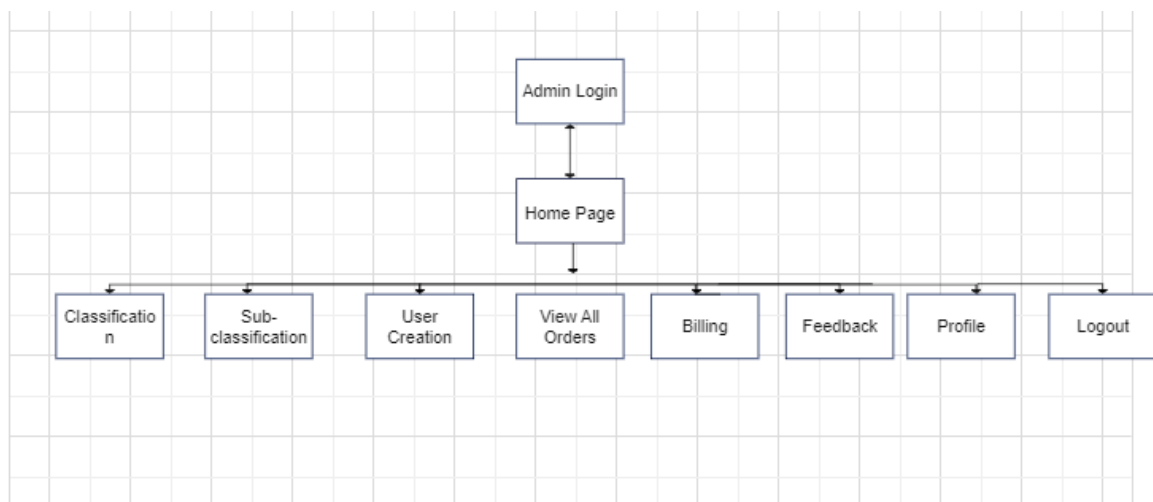 Admin Login
Home Page
Classificatio
n
Sub-
classification
User
Creation
View All
Orders
Billing
Feedback
Profile
Logout